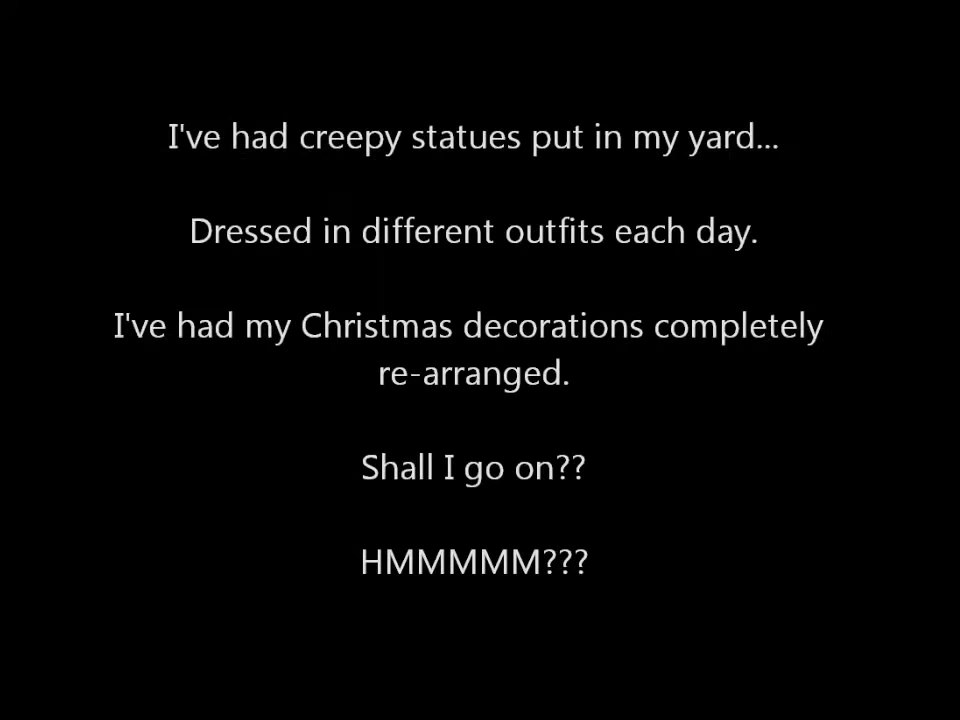 I've had creepy statues put in my yard...
Dressed in different outfits each day.
I've had my Christmas decorations completely
re-arranged.
Shall I go on??
HMMMMM???